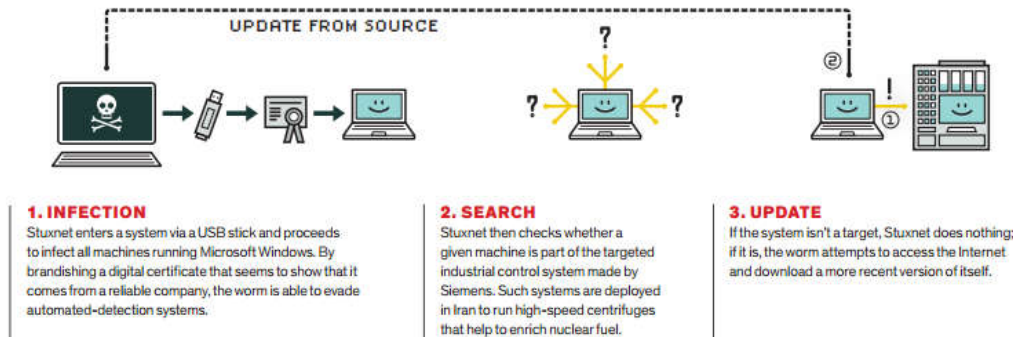 UPDATE FROM SOURCE
?
? ?
②
!
①
1. INFECTION
Stuxnet enters a system via a USB stick and proceeds
to infect all machines running Microsoft Windows. By
brandishing a digital certificate that seems to show that it
comes from a reliable company, the worm is able to evade
automated-detection systems.
2. SEARCH
Stuxnet then checks whether a
given machine is part of the targeted
industrial control system made by
Siemens. Such systems are deployed
in Iran to run high-speed centrifuges
that help to enrich nuclear fuel.
3. UPDATE
If the system isn't a target, Stuxnet does nothing;
if it is, the worm attempts to access the Internet
and download a more recent version of itself.